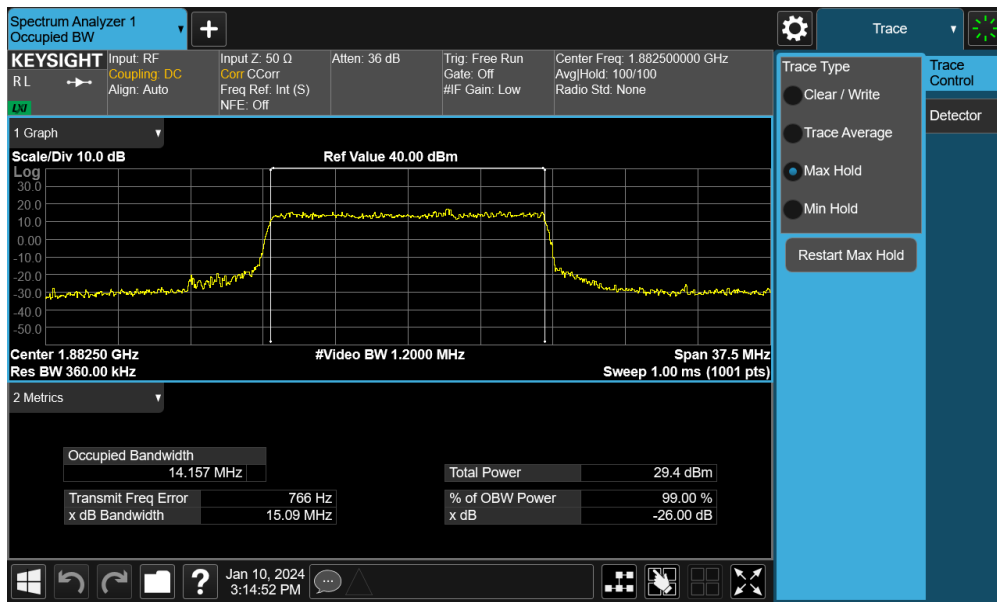 Spectrum Analyzer 1
Occupied BW
+
Trace
KEYSIGHT
R L
LXI
Input: RF
Coupling: DC
Align: Auto
Input Z: 50 Ω
Corr CCorr
Freq Ref: Int (S)
NFE: Off
Atten: 36 dB
Trig: Free Run
Gate: Off
#IF Gain: Low
Center Freq: 1.882500000 GHz
Avg|Hold: 100/100
Radio Std: None
Trace Type
Clear / Write
Trace Average
Max Hold
Min Hold
Restart Max Hold
Trace
Control
Detector
1 Graph
Scale/Div 10.0 dB
Ref Value 40.00 dBm
Log
30.0
20.0
10.0
0.00
-10.0
-20.0
-30.0
-40.0
-50.0
Center 1.88250 GHz
#Video BW 1.2000 MHz
Span 37.5 MHz
Res BW 360.00 kHz
Sweep 1.00 ms (1001 pts)
2 Metrics
Occupied Bandwidth
14.157 MHz
Total Power 29.4 dBm
Transmit Freq Error 766 Hz
% of OBW Power 99.00 %
x dB Bandwidth 15.09 MHz
x dB -26.00 dB
?
Jan 10, 2024
3:14:52 PM